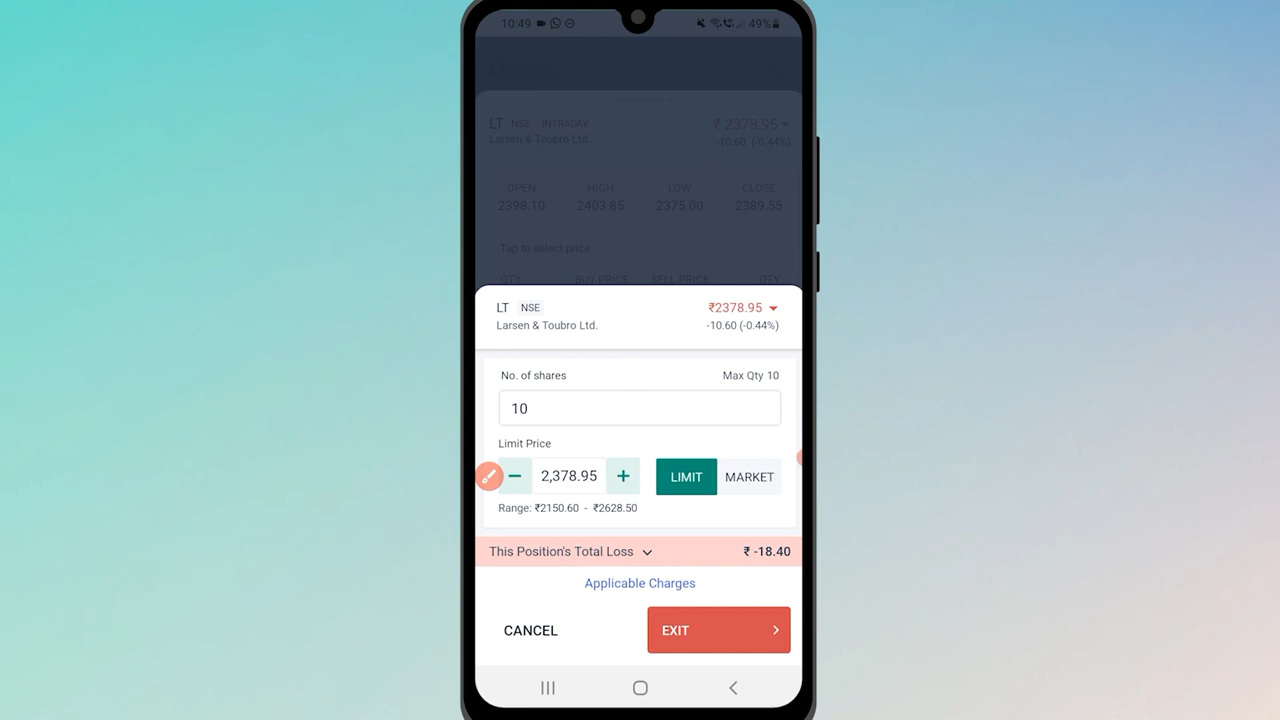 10:49 49%
LT NSE INTRADAY ₹ 2378.95
Larsen & Toubro Ltd. -10.60 (-0.44%)
OPEN HIGH LOW CLOSE
2398.10 2403.85 2375.00 2389.55
Tap to select price
QTY BUY PRICE SELL PRICE QTY
LT NSE ₹2378.95
Larsen & Toubro Ltd. -10.60 (-0.44%)
No. of shares Max Qty 10
10
Limit Price
− 2,378.95 + LIMIT MARKET
Range: ₹2150.60 - ₹2628.50
This Position's Total Loss ₹ -18.40
Applicable Charges
CANCEL EXIT